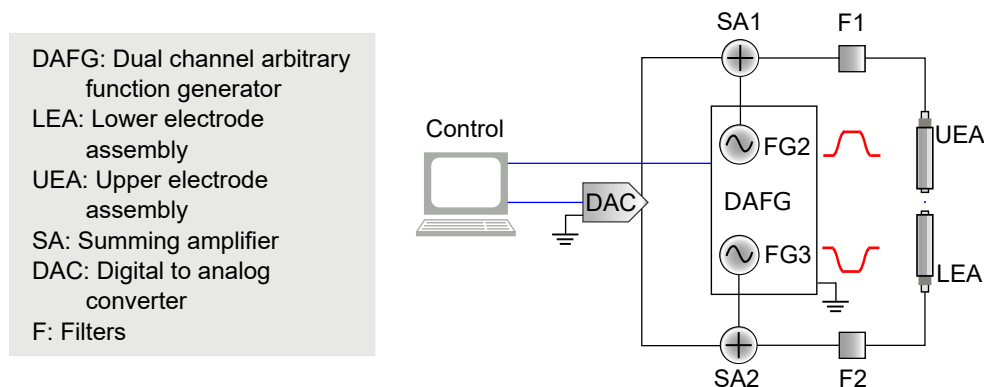 DAFG: Dual channel arbitrary
function generator
LEA: Lower electrode
assembly
UEA: Upper electrode
assembly
SA: Summing amplifier
DAC: Digital to analog
converter
F: Filters
SA1
F1
Control
FG2
UEA
DAC
DAFG
FG3
LEA
SA2
F2